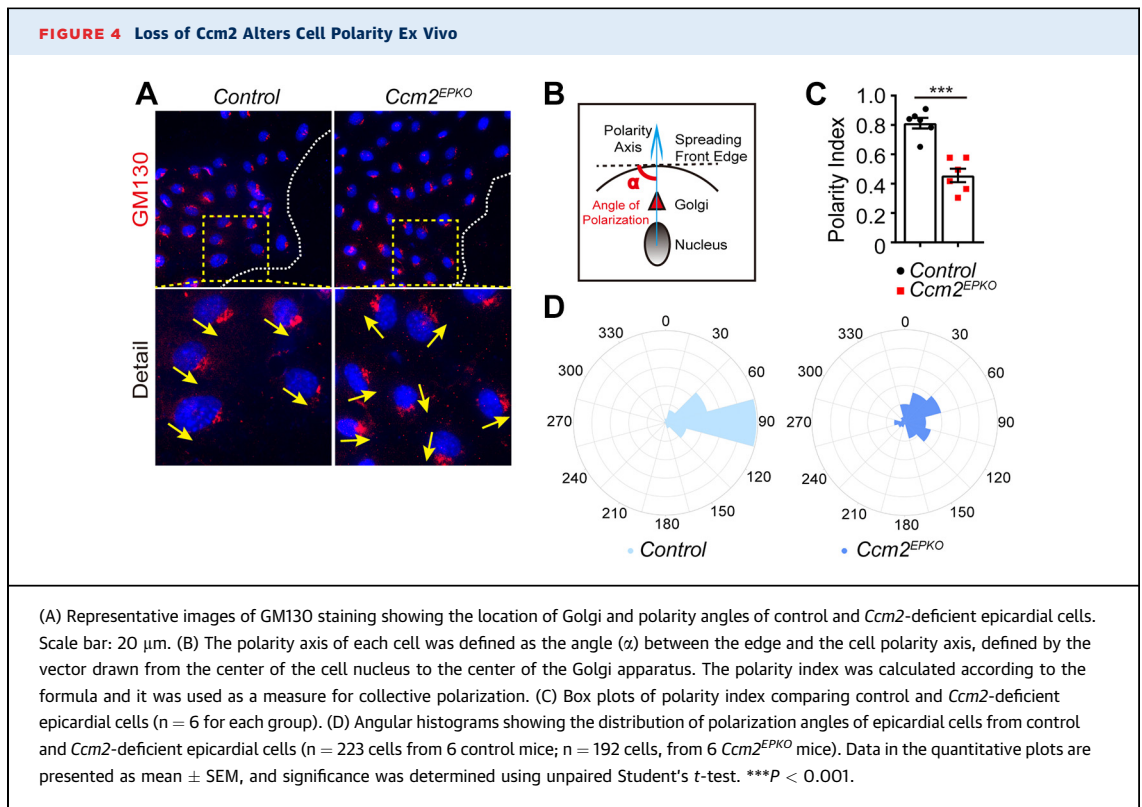 FIGURE 4 Loss of Ccm2 Alters Cell Polarity Ex Vivo
A
Control
Ccm2EPKO
GM130
Detail
B
Polarity
Axis
Spreading
Front Edge
α
Angle of
Polarization
Golgi
Nucleus
C
***
Polarity Index
1.0
0.8
0.6
0.4
0.2
0
Control
Ccm2EPKO
D
0
30
60
90
120
150
180
210
240
270
300
330
Control
0
30
60
90
120
150
180
210
240
270
300
330
Ccm2EPKO
(A) Representative images of GM130 staining showing the location of Golgi and polarity angles of control and Ccm2-deficient epicardial cells.
Scale bar: 20 μm. (B) The polarity axis of each cell was defined as the angle (α) between the edge and the cell polarity axis, defined by the
vector drawn from the center of the cell nucleus to the center of the Golgi apparatus. The polarity index was calculated according to the
formula and it was used as a measure for collective polarization. (C) Box plots of polarity index comparing control and Ccm2-deficient
epicardial cells (n = 6 for each group). (D) Angular histograms showing the distribution of polarization angles of epicardial cells from control
and Ccm2-deficient epicardial cells (n = 223 cells from 6 control mice; n = 192 cells, from 6 Ccm2EPKO mice). Data in the quantitative plots are
presented as mean ± SEM, and significance was determined using unpaired Student's t-test. ***P < 0.001.